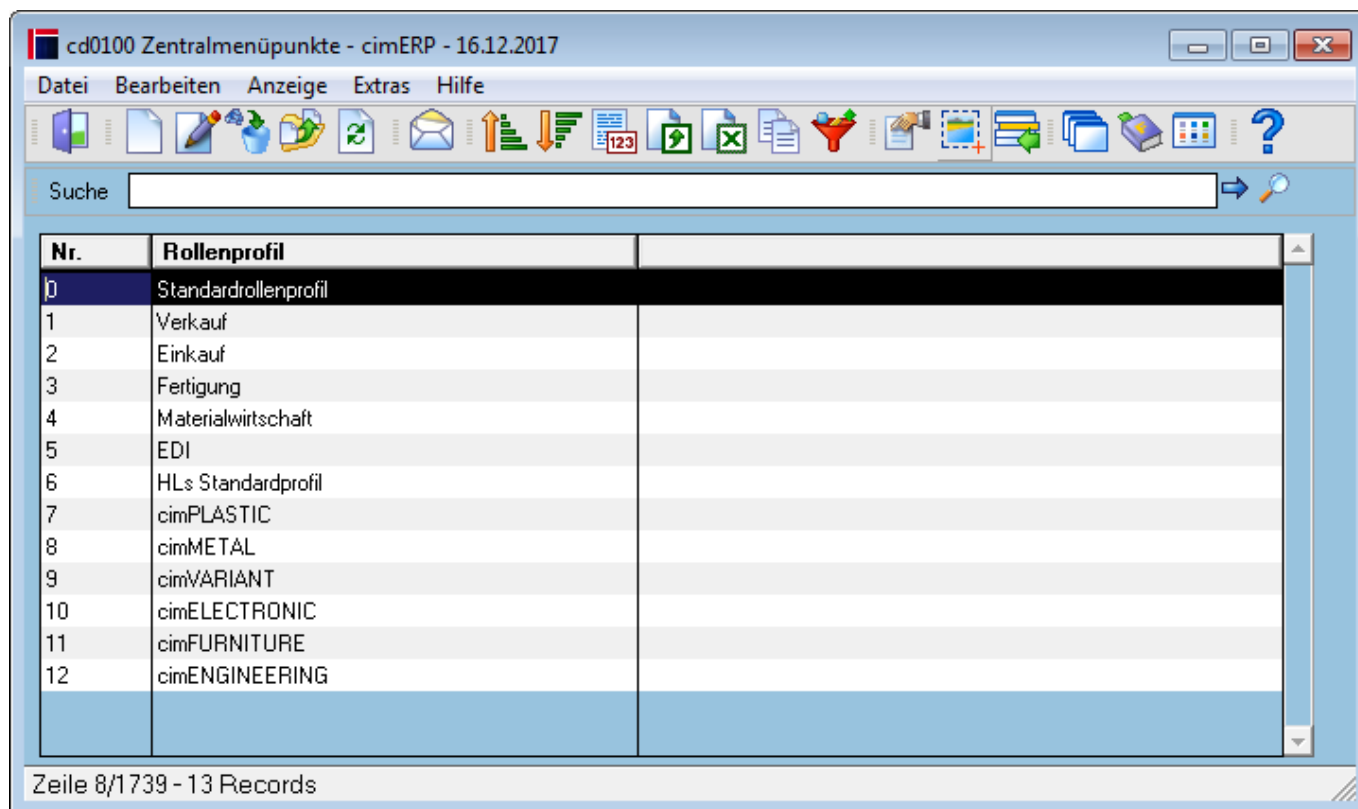 cd0100 Zentralmenüpunkte - cimERP - 16.12.2017
Datei Bearbeiten Anzeige Extras Hilfe
123
Suche
Nr. Rollenprofil
0 Standardrollenprofil
1 Verkauf
2 Einkauf
3 Fertigung
4 Materialwirtschaft
5 EDI
6 HLs Standardprofil
7 cimPLASTIC
8 cimMETAL
9 cimVARIANT
10 cimELECTRONIC
11 cimFURNITURE
12 cimENGINEERING
Zeile 8/1739 - 13 Records